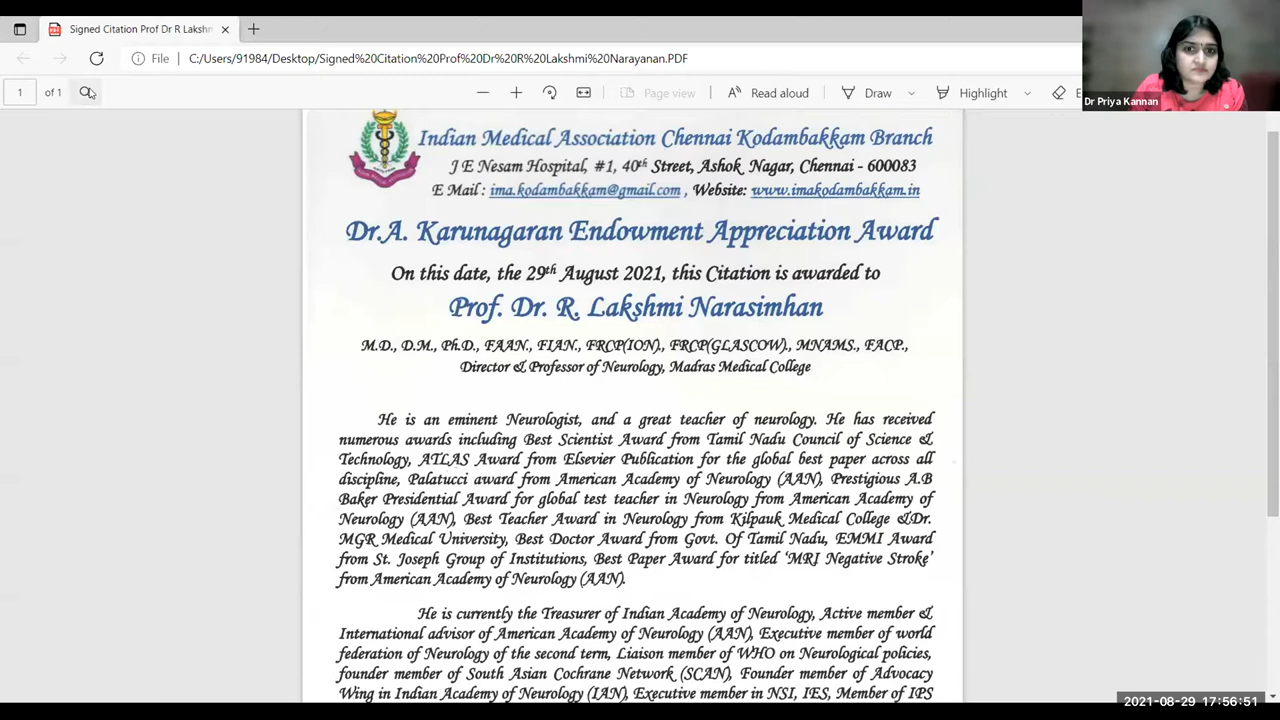 Signed Citation Prof Dr R Lakshm
File
C:/Users/91984/Desktop/Signed%20Citation%20Prof%20Dr%20R%20Lakshmi%20Narayanan.PDF
1 of 1
Page view
Read aloud
Draw
Highlight
E
Dr Priya Kannan
Indian Medical Association Chennai Kodambakkam Branch
J E Nesam Hospital, #1, 40th Street, Ashok Nagar, Chennai - 600083
E Mail : ima.kodambakkam@gmail.com , Website: www.imakodambakkam.in
Dr.A. Karunagaran Endowment Appreciation Award
On this date, the 29th August 2021, this Citation is awarded to
Prof. Dr. R. Lakshmi Narasimhan
M.D., D.M., Ph.D., FAAN., FIAN., FRCP(ION)., FRCP(GLASCOW)., MNAMS., FACP.,
Director & Professor of Neurology, Madras Medical College
He is an eminent Neurologist, and a great teacher of neurology. He has received
numerous awards including Best Scientist Award from Tamil Nadu Council of Science &
Technology, ATLAS Award from Elsevier Publication for the global best paper across all
discipline, Palatucci award from American Academy of Neurology (AAN), Prestigious A.B
Baker Presidential Award for global test teacher in Neurology from American Academy of
Neurology (AAN), Best Teacher Award in Neurology from Kilpauk Medical College &Dr.
MGR Medical University, Best Doctor Award from Govt. Of Tamil Nadu, EMMI Award
from St. Joseph Group of Institutions, Best Paper Award for titled ‘MRI Negative Stroke’
from American Academy of Neurology (AAN).
He is currently the Treasurer of Indian Academy of Neurology, Active member &
International advisor of American Academy of Neurology (AAN), Executive member of world
federation of Neurology of the second term, Liaison member of WHO on Neurological policies,
founder member of South Asian Cochrane Network (SCAN), Founder member of Advocacy
Wing in Indian Academy of Neurology (IAN), Executive member in NSI, IES, Member of IPS
2021-08-29 17:56:51